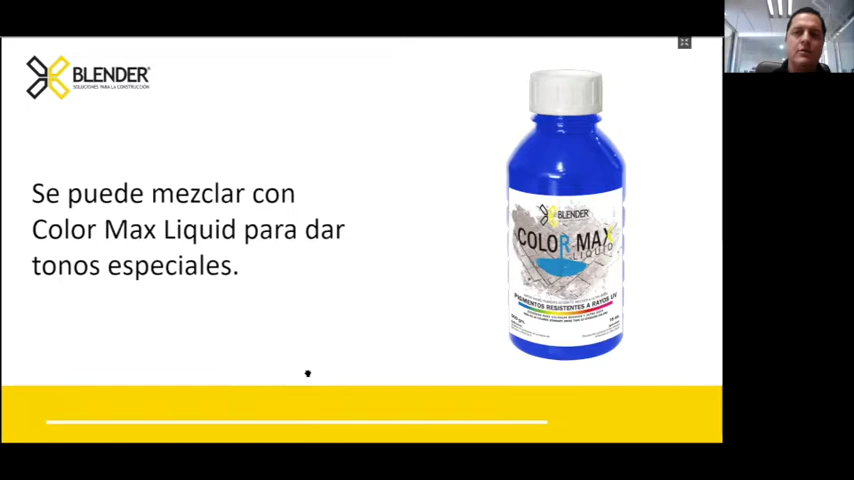 BLENDER
SOLUCIONES PARA LA CONSTRUCCIÓN
Se puede mezclar con
Color Max Liquid para dar
tonos especiales.
BLENDER
COLOR MAX
LIQUID
PIGMENTOS RESISTENTES A RAYOS UV